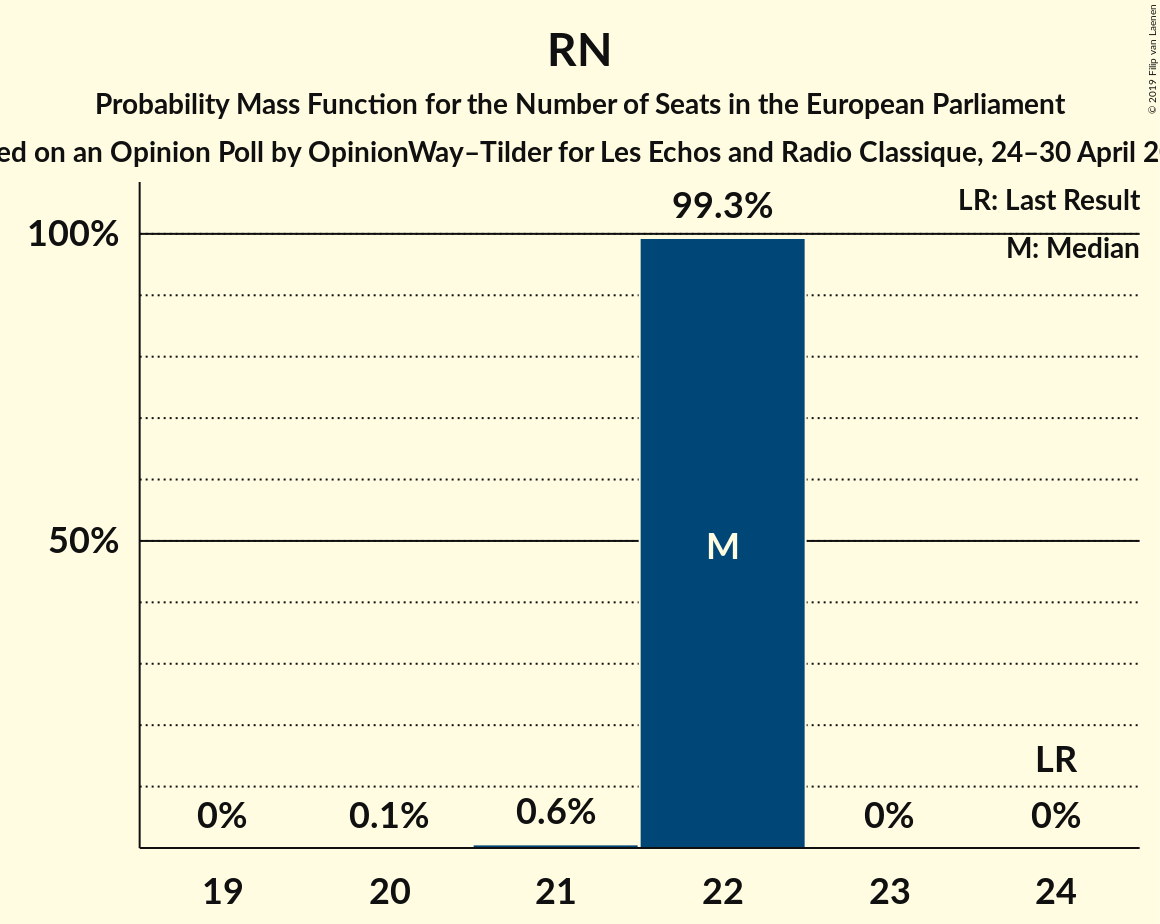 RN
Probability Mass Function for the Number of Seats in the European Parliament
on an Opinion Poll by OpinionWay–Tilder for Les Echos and Radio Classique, 24–30 April
© 2019 Filip van Laenen
LR: Last Result
M: Median
100%
50%
99.3%
M
LR
0%
0.1%
0.6%
0%
0%
19
20
21
22
23
24